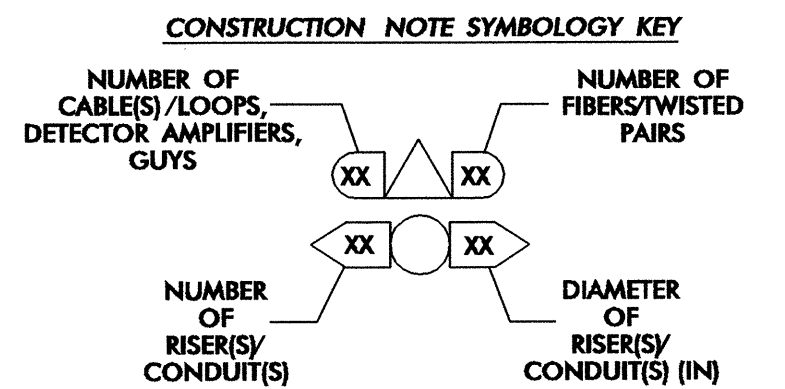 CONSTRUCTION NOTE SYMBOLOGY KEY
NUMBER OF
CABLE(S)/LOOPS,
DETECTOR AMPLIFIERS,
GUYS
NUMBER OF
FIBERS/TWISTED
PAIRS
XX
XX
XX
XX
NUMBER
OF
RISER(S)/
CONDUIT(S)
DIAMETER
OF
RISER(S)/
CONDUIT(S) (IN)